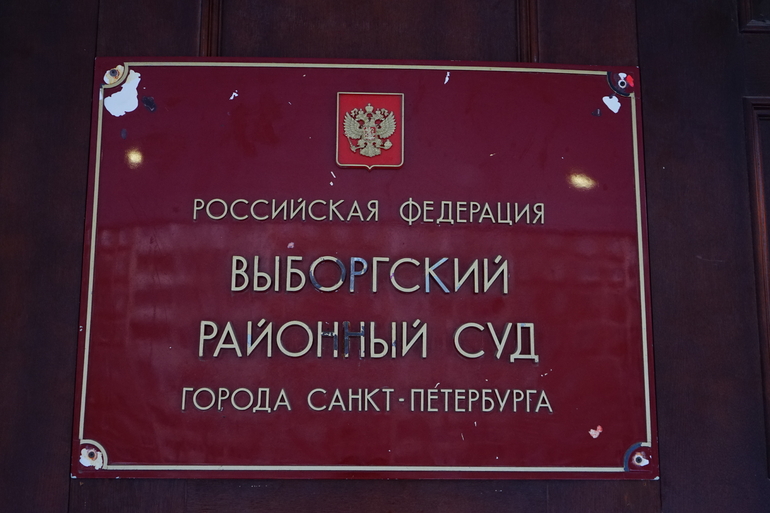 РОССИЙСКАЯ ФЕДЕРАЦИЯ
ВЫБОРГСКИЙ
РАЙОННЫЙ СУД
ГОРОДА САНКТ-ПЕТЕРБУРГА